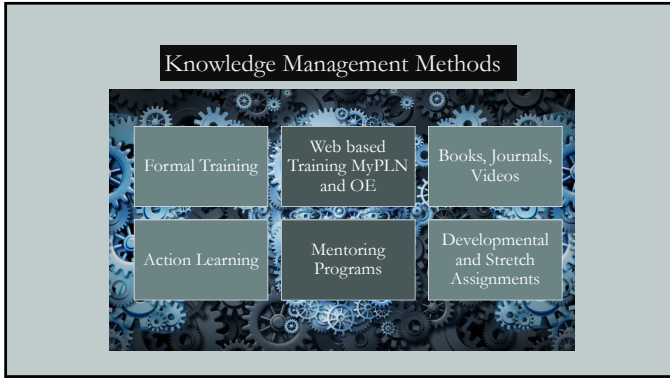 Knowledge Management Methods
Formal Training
Web based
Training MyPLN
and OE
Books, Journals,
Videos
Action Learning
Mentoring
Programs
Developmental
and Stretch
Assignments